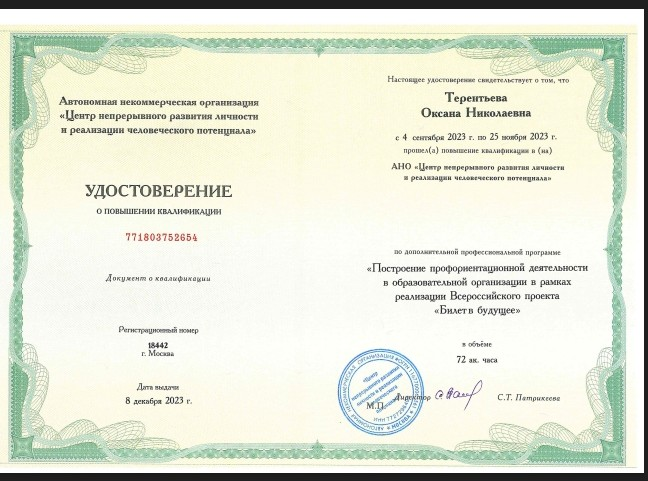 Автономная некоммерческая организация
«Центр непрерывного развития личности
и реализации человеческого потенциала»
УДОСТОВЕРЕНИЕ
О ПОВЫШЕНИИ КВАЛИФИКАЦИИ
771803752654
Документ о квалификации
Регистрационный номер
18442
г. Москва
Дата выдачи
8 декабря 2023 г.
Настоящее удостоверение свидетельствует о том, что
Терентьева
Оксана Николаевна
с 4 сентября 2023 г. по 25 ноября 2023 г.
прошел(а) повышение квалификации в (на)
АНО «Центр непрерывного развития личности
и реализации человеческого потенциала»
по дополнительной профессиональной программе
«Построение профориентационной деятельности
в образовательной организации в рамках
реализации Всероссийского проекта
«Билет в будущее»
в объёме
72 ак. часа
М.П. Директор С.Т. Патрикеева